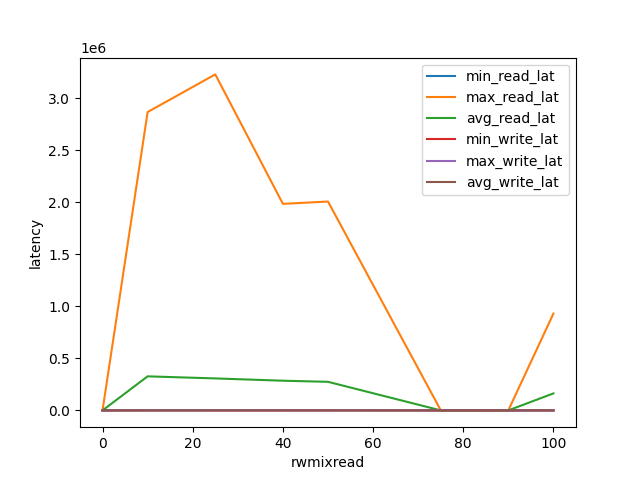 1e6
3.0
2.5
2.0
1.5
1.0
0.5
0.0
latency
min_read_lat
max_read_lat
avg_read_lat
min_write_lat
max_write_lat
avg_write_lat
0 20 40 60 80 100
rwmixread